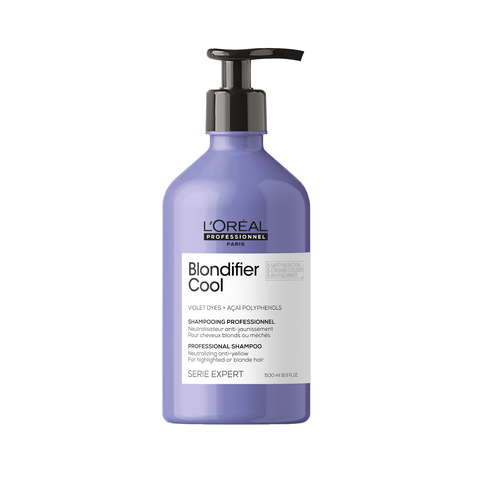 L'ORÉAL
PROFESSIONNEL
PARIS
Blondifier
Cool
VIOLET DYES + AÇAÍ POLYPHENOLS
SHAMPOOING PROFESSIONNEL
Neutralisateur anti-jaunissement
Pour cheveux blonds ou méchés
PROFESSIONAL SHAMPOO
Neutralizing anti-yellow
For highlighted or blonde hair
SERIE EXPERT
500 ml